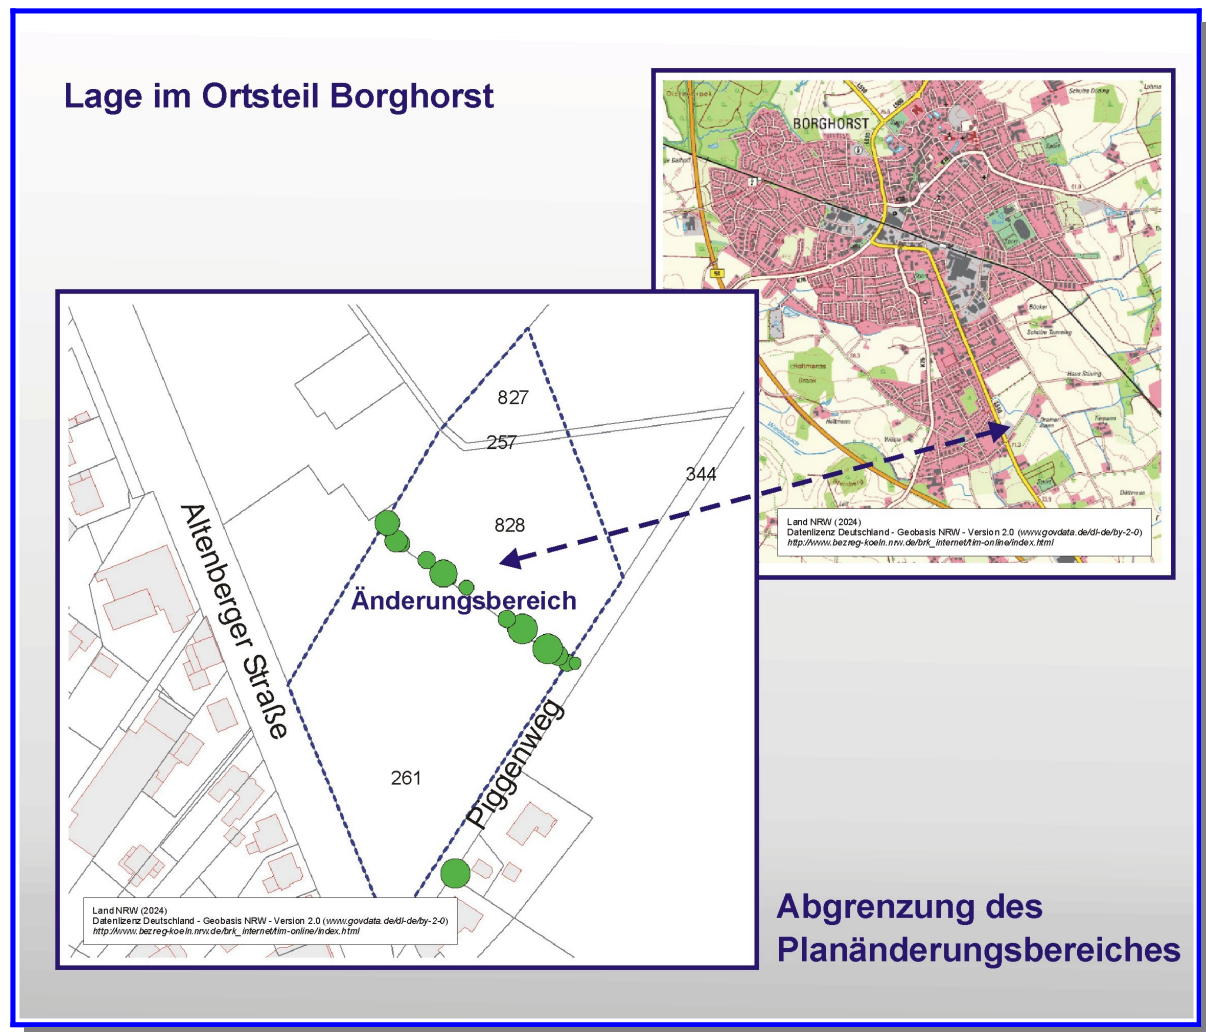 Lage im Ortsteil Borghorst
BORGHORST
Land NRW (2024)
Datenlizenz Deutschland - Geobasis NRW - Version 2.0 (www.govdata.de/dl-de/by-2-0)
http://www.bezreg-koeln.nrw.de/brk_internet/tim-online/index.html
827
257
344
828
Änderungsbereich
Altenberger Straße
261
Piggenweg
Land NRW (2024)
Datenlizenz Deutschland - Geobasis NRW - Version 2.0 (www.govdata.de/dl-de/by-2-0)
http://www.bezreg-koeln.nrw.de/brk_internet/tim-online/index.html
Abgrenzung des
Planänderungsbereiches